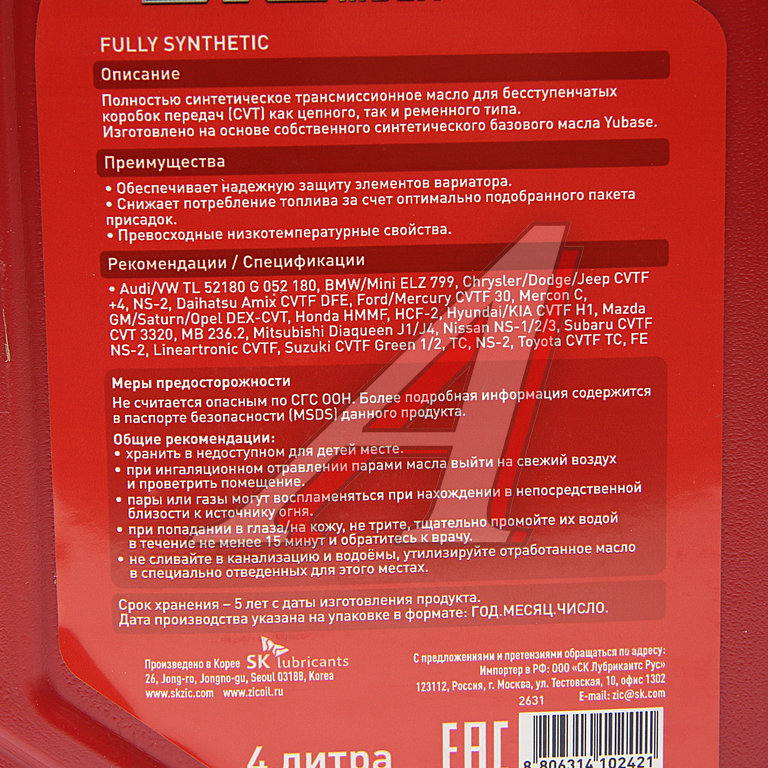 FULLY SYNTHETIC
Описание
Полностью синтетическое трансмиссионное масло для бесступенчатых
коробок передач (CVT) как цепного, так и ременного типа.
Изготовлено на основе собственного синтетического базового масла Yubase.
Преимущества
• Обеспечивает надежную защиту элементов вариатора.
• Снижает потребление топлива за счет оптимально подобранного пакета
присадок.
• Превосходные низкотемпературные свойства.
Рекомендации / Спецификации
• Audi/VW TL 52180 G 052 180, BMW/Mini ELZ 799, Chrysler/Dodge/Jeep CVTF
+4, NS-2, Daihatsu Amix CVTF DFE, Ford/Mercury CVTF 30, Mercon C,
GM/Saturn/Opel DEX-CVT, Honda HMMF, HCF-2, Hyundai/KIA CVTF H1, Mazda
CVT 3320, MB 236.2, Mitsubishi Diaqueen J1/J4, Nissan NS-1/2/3, Subaru CVTF
NS-2, Lineartronic CVTF, Suzuki CVTF Green 1/2, TC, NS-2, Toyota CVTF TC, FE
Меры предосторожности
Не считается опасным по СГС ООН. Более подробная информация содержится
в паспорте безопасности (MSDS) данного продукта.
Общие рекомендации:
• хранить в недоступном для детей месте.
• при ингаляционном отравлении парами масла выйти на свежий воздух
и проветрить помещение.
• пары или газы могут воспламеняться при нахождении в непосредственной
близости к источнику огня.
• при попадании в глаза/на кожу, не трите, тщательно промойте их водой
в течение не менее 15 минут и обратитесь к врачу.
• не сливайте в канализацию и водоёмы, утилизируйте отработанное масло
в специально отведенных для этого местах.
Срок хранения – 5 лет с даты изготовления продукта.
Дата производства указана на упаковке в формате: ГОД.МЕСЯЦ.ЧИСЛО.
Произведено в Корее SK lubricants
26, Jong-ro, Jongno-gu, Seoul 03188, Korea
www.skzic.com www.zicoil.ru
С предложениями и претензиями обращаться по адресу:
Импортер в РФ: ООО «СК Лубрикантс Рус»
123112, Россия, г. Москва, ул. Тестовская, 10, офис 1302
E-mail: zic@sk.com
2631
4 литра
EAC
8 806314 102421